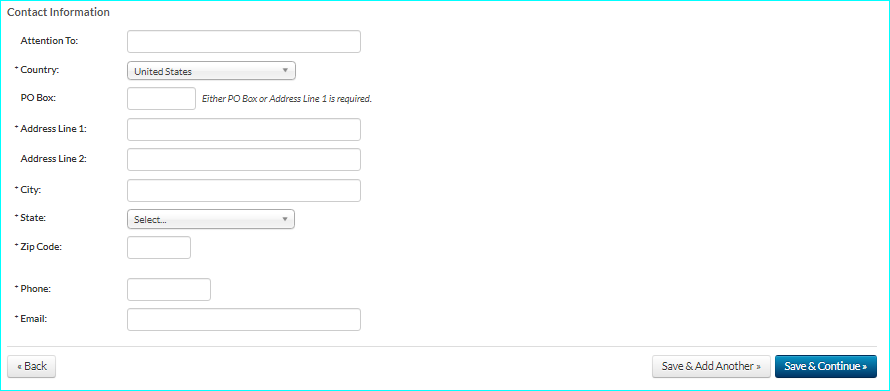 Contact Information
Attention To:
* Country: United States
PO Box: Either PO Box or Address Line 1 is required.
* Address Line 1:
Address Line 2:
* City:
* State: Select...
* Zip Code:
* Phone:
* Email:
« Back Save & Add Another » Save & Continue »